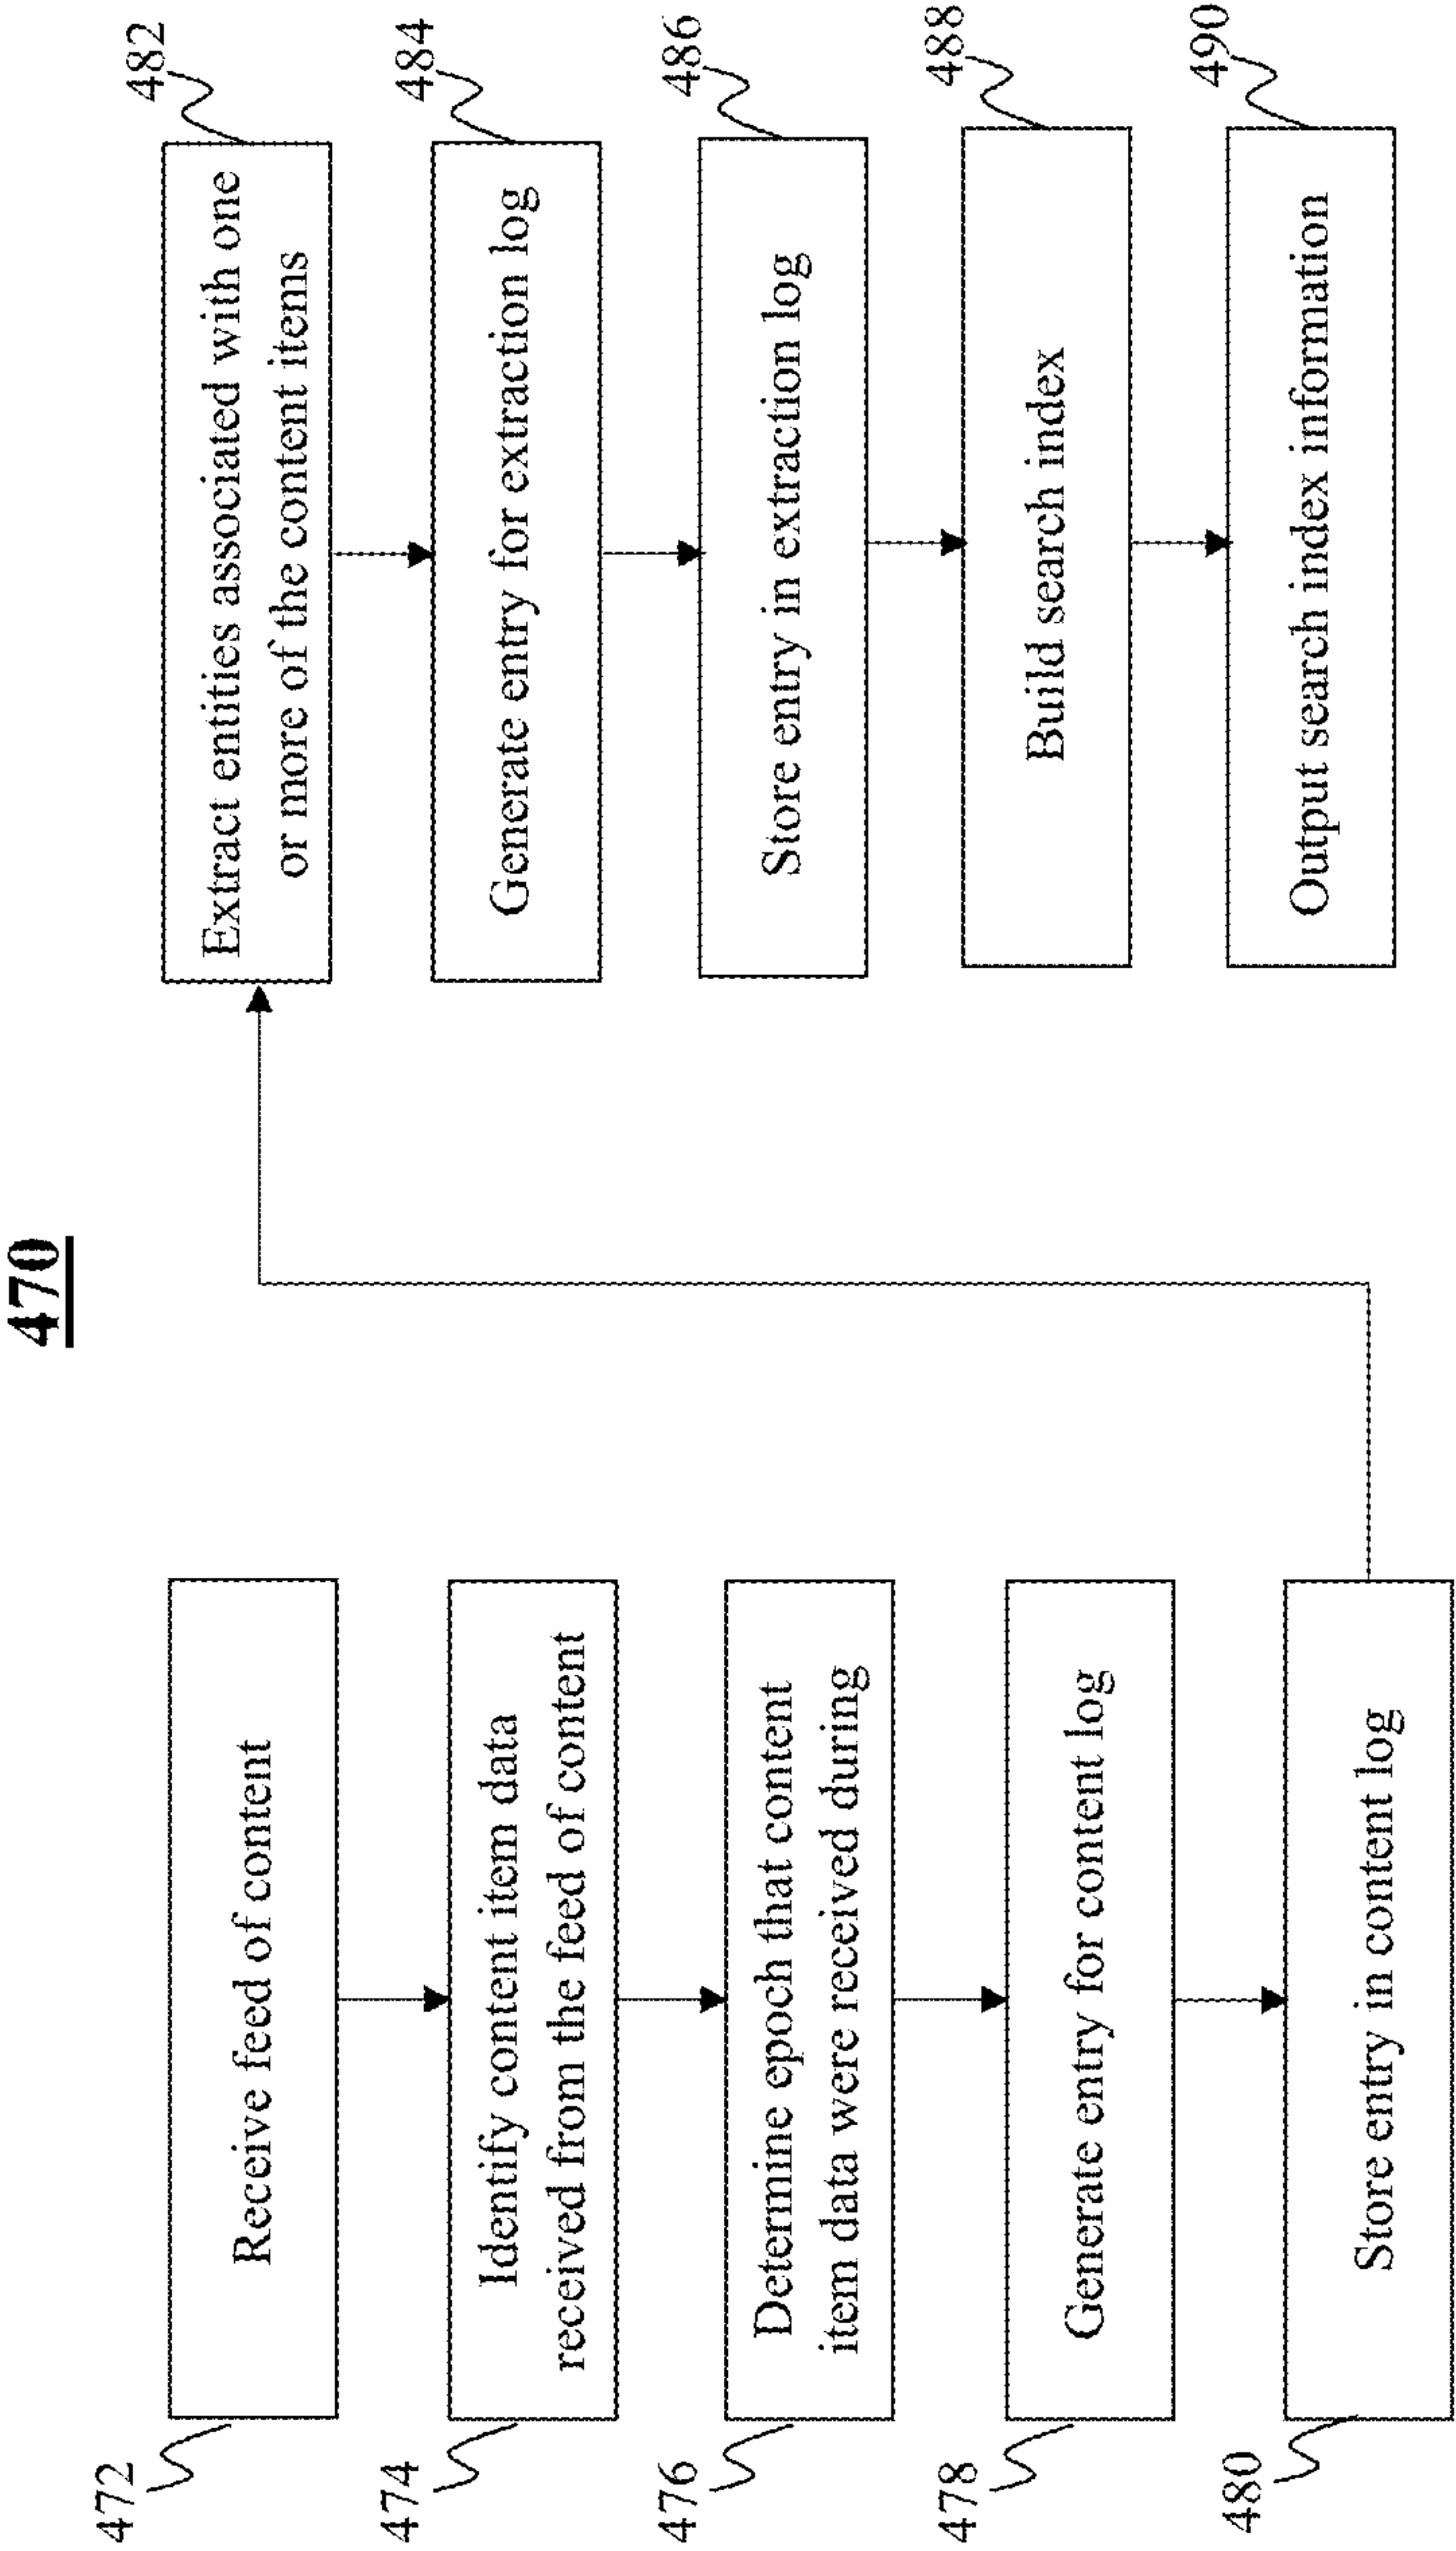 470
472
Receive feed of content
474
Identify content item data
received from the feed of content
476
Determine epoch that content
item data were received during
478
Generate entry for content log
480
Store entry in content log
482
Extract entities associated with one
or more of the content items
484
Generate entry for extraction log
486
Store entry in extraction log
488
Build search index
490
Output search index information